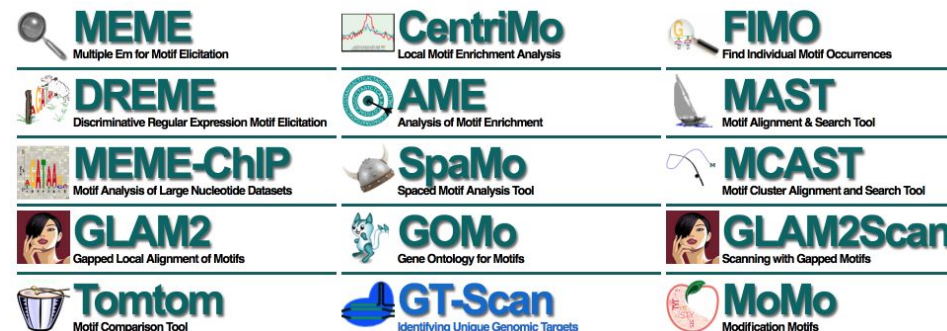 MEME
Multiple Em for Motif Elicitation
CentriMo
Local Motif Enrichment Analysis
FIMO
Find Individual Motif Occurrences
DREME
Discriminative Regular Expression Motif Elicitation
AME
Analysis of Motif Enrichment
MAST
Motif Alignment & Search Tool
MEME-ChIP
Motif Analysis of Large Nucleotide Datasets
SpaMo
Spaced Motif Analysis Tool
MCAST
Motif Cluster Alignment and Search Tool
GLAM2
Gapped Local Alignment of Motifs
GOMo
Gene Ontology for Motifs
GLAM2Scan
Scanning with Gapped Motifs
Tomtom
Motif Comparison Tool
GT-Scan
Identifying Unique Genomic Targets
MoMo
Modification Motifs